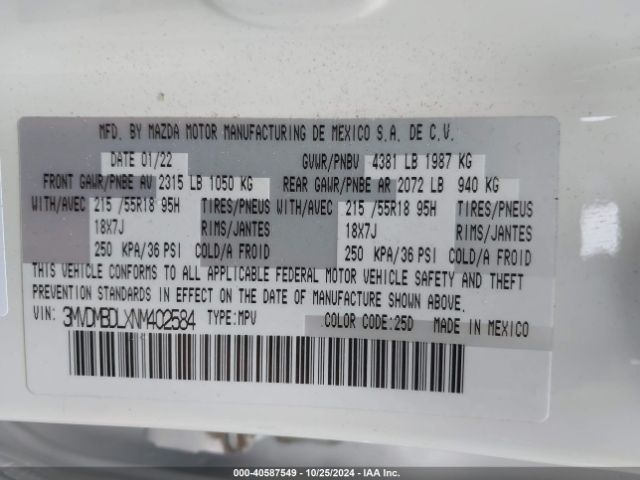 MFD. BY MAZDA MOTOR MANUFACTURING DE MEXICO S.A. DE C.V.
DATE 01/22 GVWR/PNBV 4381 LB 1987 KG
FRONT GAWR/PNBE AV 2315 LB 1050 KG REAR GAWR/PNBE AR 2072 LB 940 KG
WITH/AVEC 215 /55R18 95H TIRES/PNEUS WITH/AVEC 215 /55R18 95H TIRES/PNEUS
18X7J RIMS/JANTES 18X7J RIMS/JANTES
250 KPA/36 PSI COLD/A FROID 250 KPA/36 PSI COLD/A FROID
THIS VEHICLE CONFORMS TO ALL APPLICABLE FEDERAL MOTOR VEHICLE SAFETY AND THEFT
PREVENTION STANDARDS IN EFFECT ON THE DATE OF MANUFACTURE SHOWN ABOVE.
VIN: 3MVDMBDLXNM402584 TYPE:MPV COLOR CODE:25D MADE IN MEXICO
000-40587549 - 10/25/2024 - IAA Inc.